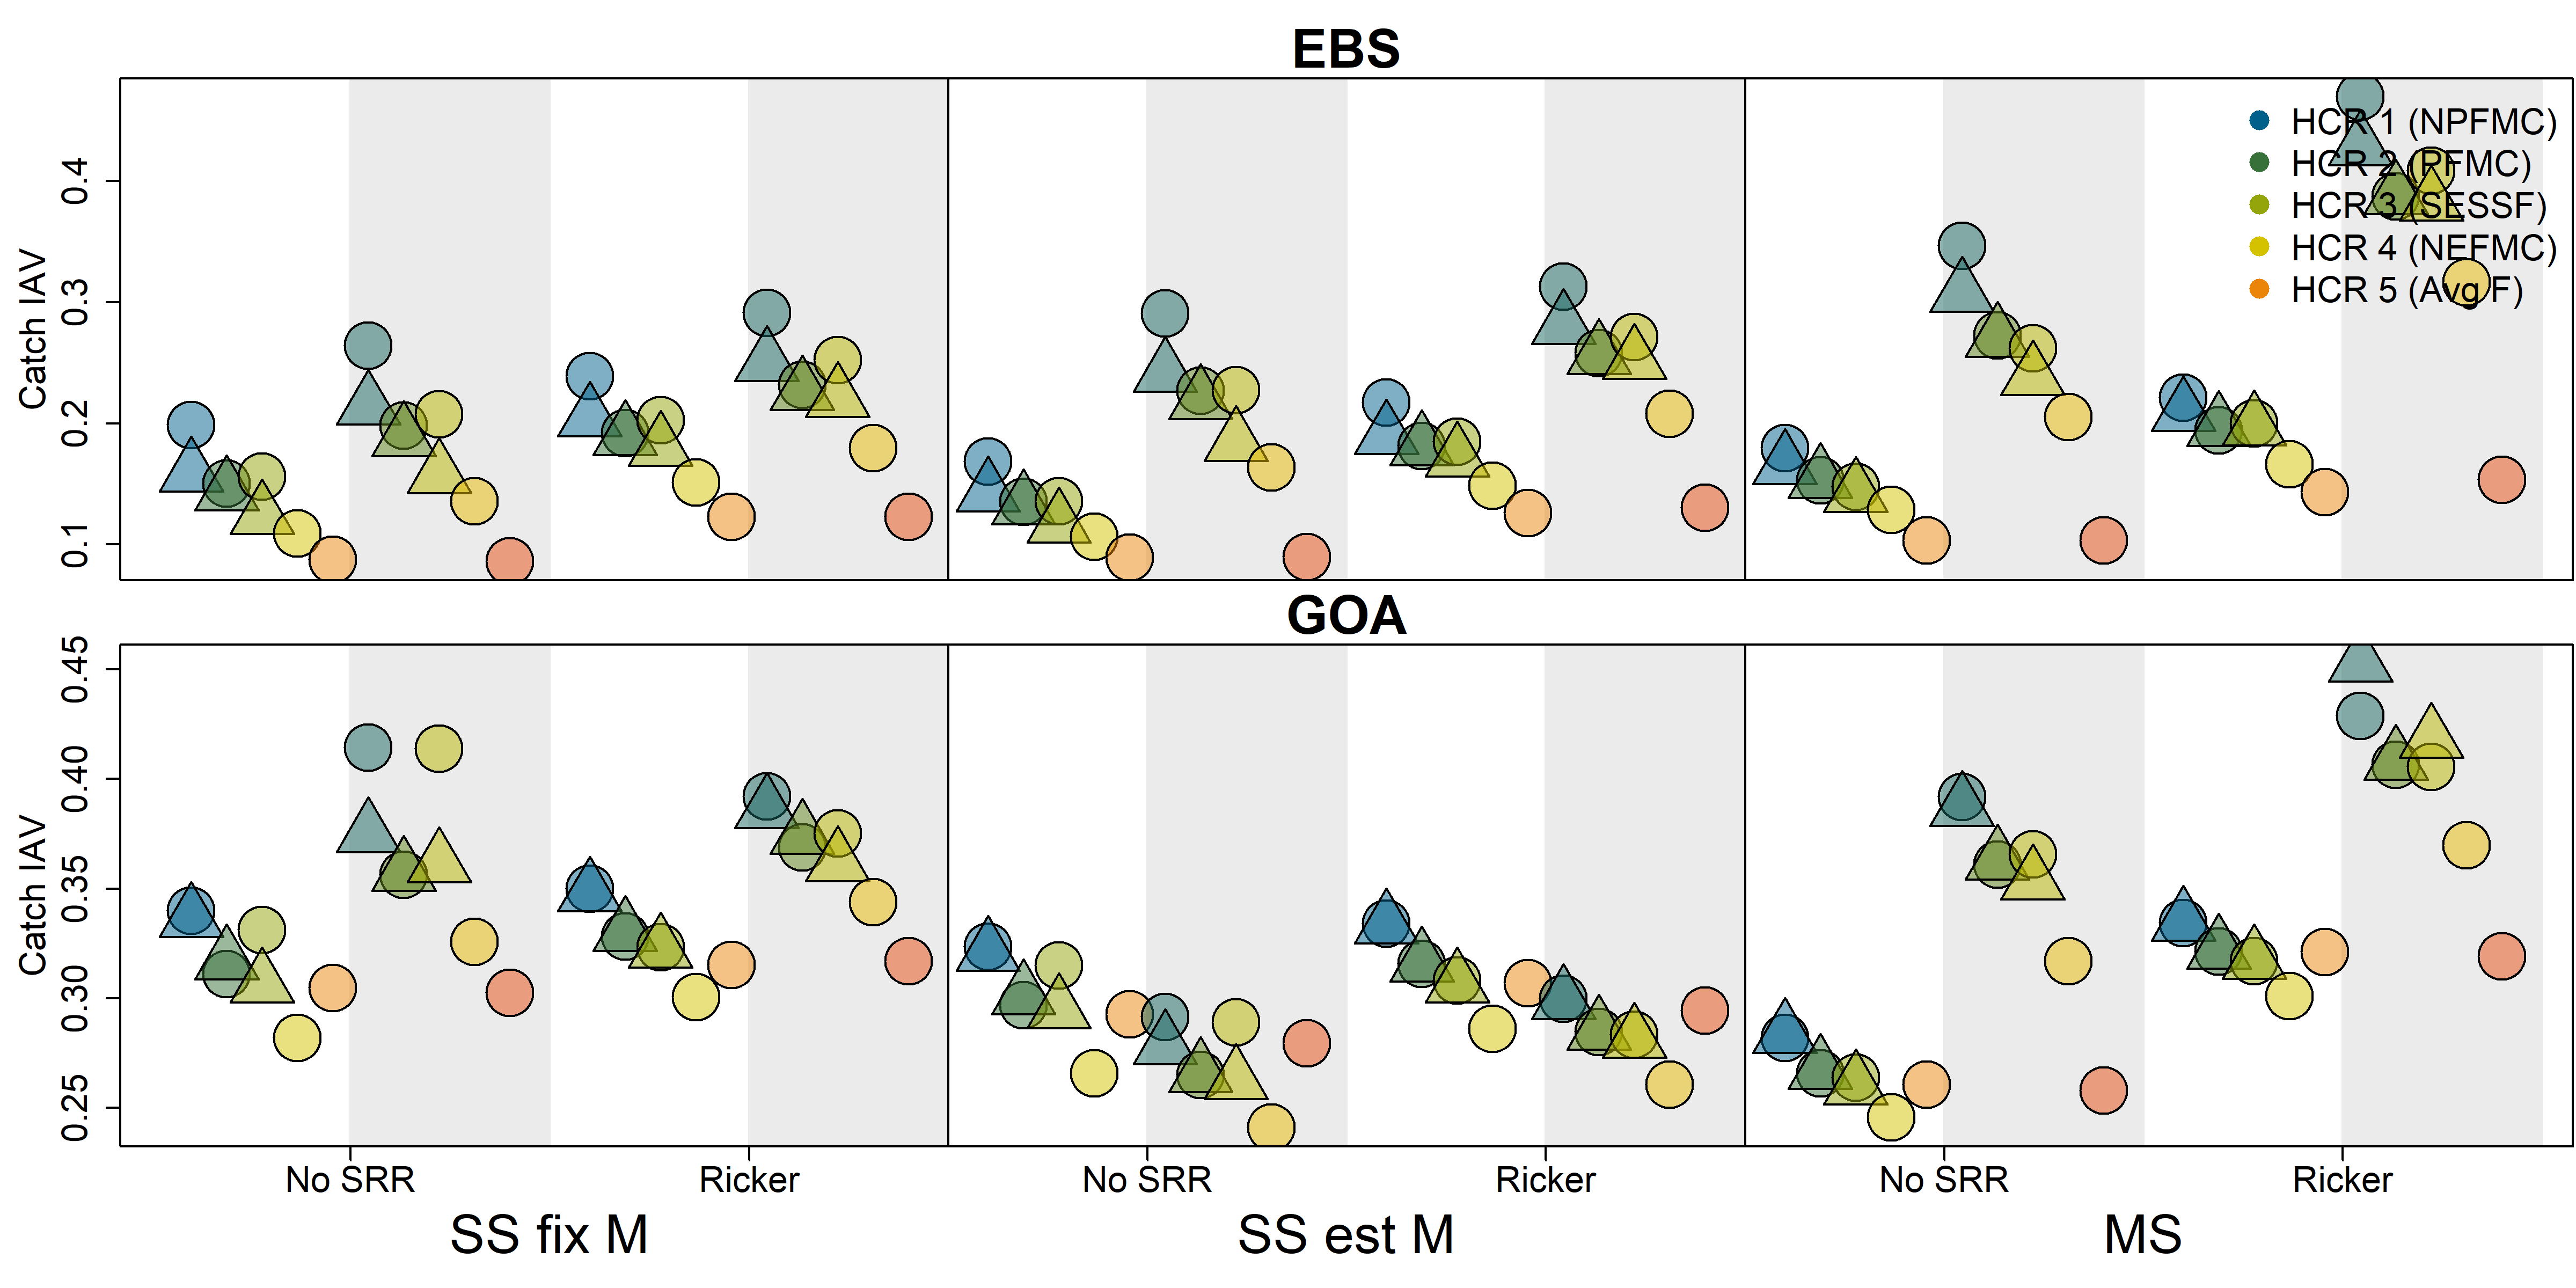 EBS
Catch IAV
0.4
0.3
0.2
0.1
HCR 1 (NPFMC)
HCR 2 (PFMC)
HCR 3 (SESSF)
HCR 4 (NEFMC)
HCR 5 (Avg F)
GOA
Catch IAV
0.45
0.40
0.35
0.30
0.25
No SRR
Ricker
No SRR
Ricker
No SRR
Ricker
SS fix M
SS est M
MS